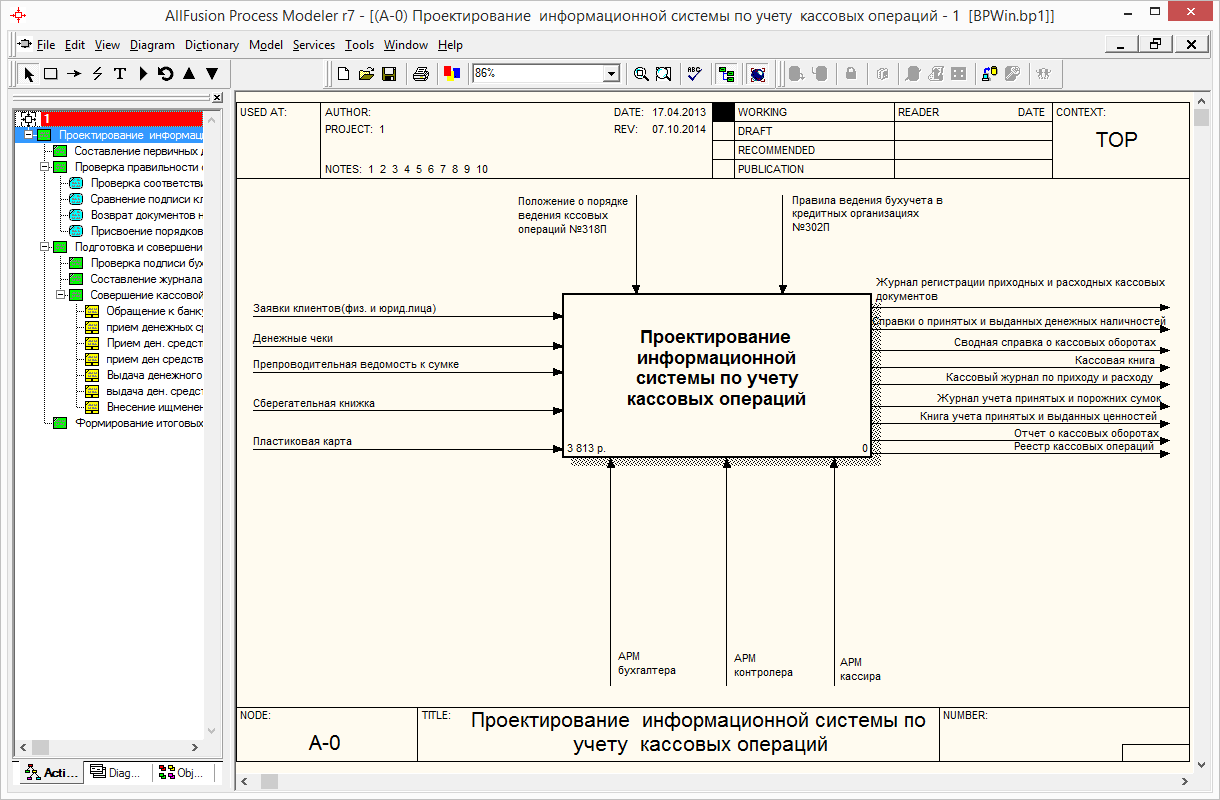 AllFusion Process Modeler r7 - [(A-0) Проектирование  информационной системы по учету  кассовых операций - 1  [BPWin.bp1]]
File Edit View Diagram Dictionary Model Services Tools Window Help
86%
ABC
1
Проектирование  информац
Составление первичных д
Проверка правильности о
Проверка соответстви
Сравнение подписи кл
Возврат документов н
Присвоение порядков
Подготовка и совершени
Проверка подписи бух
Составление журнала
Совершение кассовой
Обращение к банку
прием денежных ср
Прием ден. средст
прием ден средств
Выдача денежного
выдача ден. средст
Внесение ищменен
Формирование итоговых
Acti... Diag... Obj...
USED AT:
AUTHOR:
PROJECT:  1
NOTES:  1  2  3  4  5  6  7  8  9  10
DATE: 17.04.2013
REV: 07.10.2014
WORKING
DRAFT
RECOMMENDED
PUBLICATION
READER DATE
CONTEXT:
TOP
Положение о порядке
ведения кссовых
операций №318П
Правила ведения бухучета в
кредитных организациях
№302П
Заявки клиентов(физ. и юрид.лица)
Денежные чеки
Препроводительная ведомость к сумке
Сберегательная книжка
Пластиковая карта
Проектирование
информационной
системы по учету
кассовых операций
3 813 р. 0
Журнал регистрации приходных и расходных кассовых
документов
Справки о принятых и выданных денежных наличностей
Сводная справка о кассовых оборотах
Кассовая книга
Кассовый журнал по приходу и расходу
Журнал учета принятых и порожних сумок
Книга учета принятых и выданных ценностей
Отчет о кассовых оборотах
Реестр кассовых операций
АРМ
бухгалтера
АРМ
контролера
АРМ
кассира
NODE:
A-0
TITLE:
Проектирование  информационной системы по
учету  кассовых операций
NUMBER: